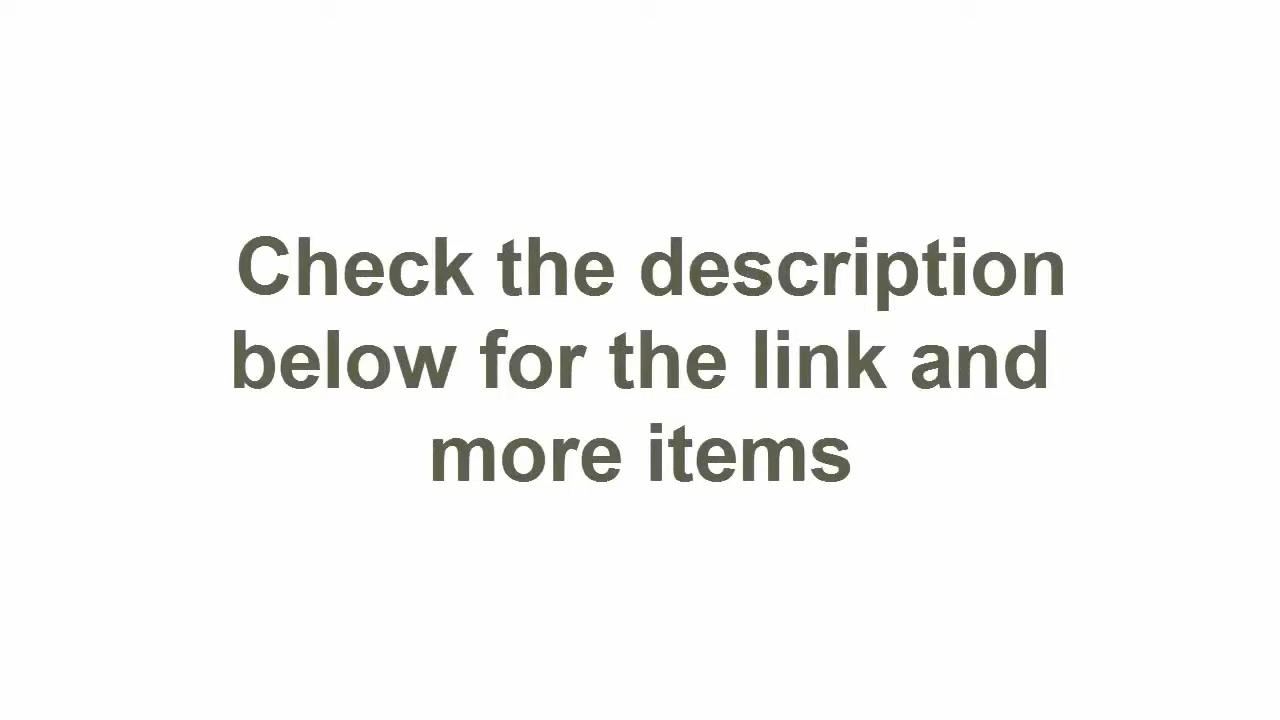 Check the description
below for the link and
more items